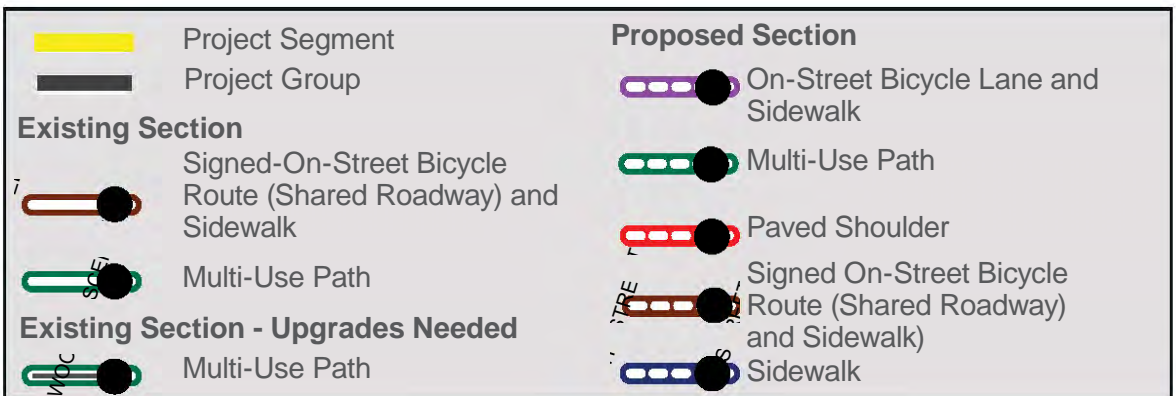 Project Segment
Project Group
Existing Section
Signed-On-Street Bicycle
Route (Shared Roadway) and
Sidewalk
Multi-Use Path
Existing Section - Upgrades Needed
Multi-Use Path
Proposed Section
On-Street Bicycle Lane and
Sidewalk
Multi-Use Path
Paved Shoulder
Signed On-Street Bicycle
Route (Shared Roadway)
and Sidewalk)
Sidewalk